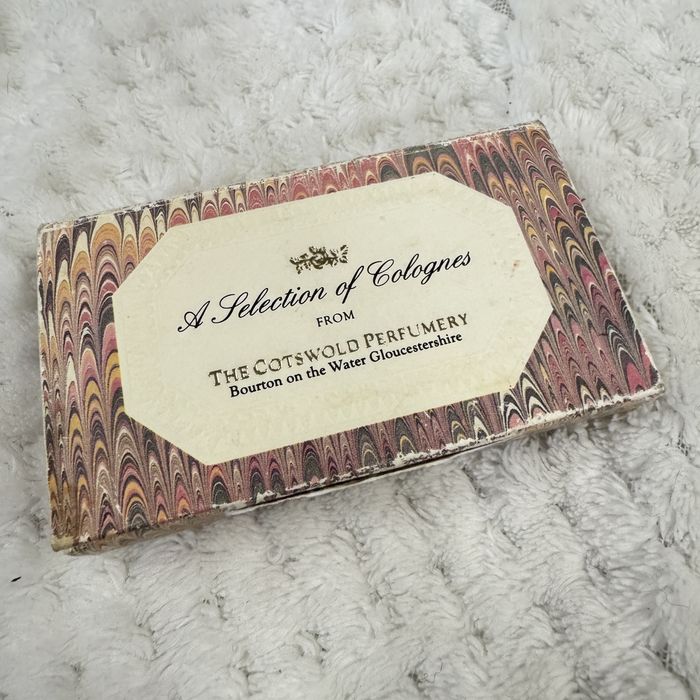 A Selection of Colognes
FROM
THE COTSWOLD PERFUMERY
Bourton on the Water Gloucestershire